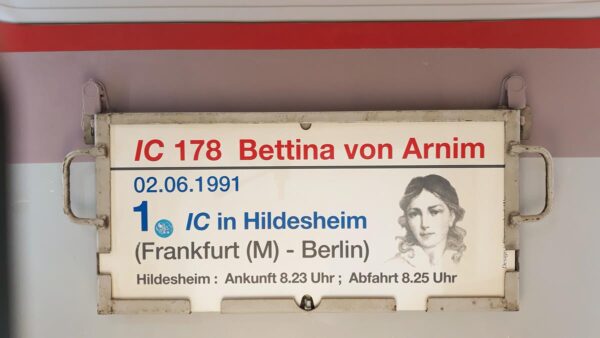 IC 178 Bettina von Arnim
02.06.1991
1. IC in Hildesheim
(Frankfurt (M) - Berlin)
Hildesheim : Ankunft 8.23 Uhr ; Abfahrt 8.25 Uhr